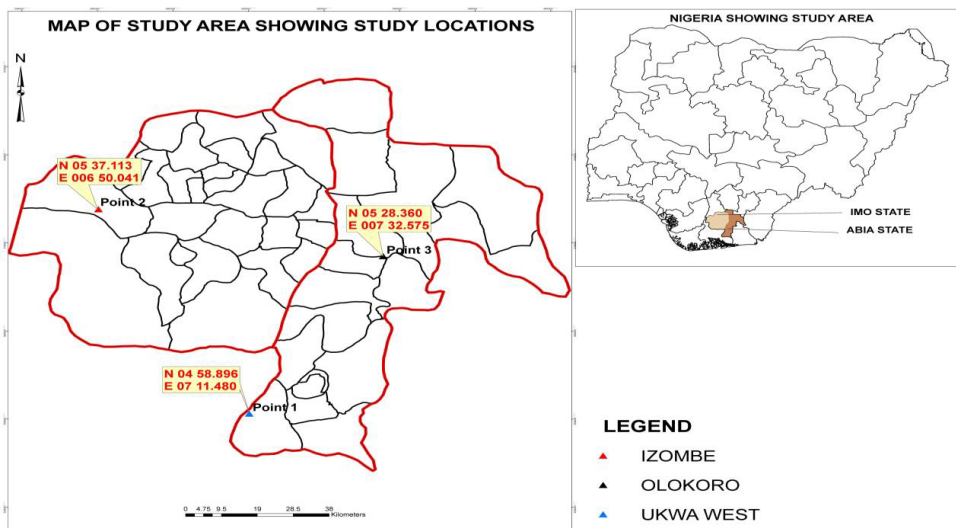 MAP OF STUDY AREA SHOWING STUDY LOCATIONS
N
N 05 37.113
E 006 50.041
Point 2
N 05 28.360
E 007 32.575
Point 3
N 04 58.896
E 07 11.480
Point 1
0 4.75 9.5 19 28.5 38
Kilometers
NIGERIA SHOWING STUDY AREA
IMO STATE
ABIA STATE
LEGEND
IZOMBE
OLOKORO
UKWA WEST